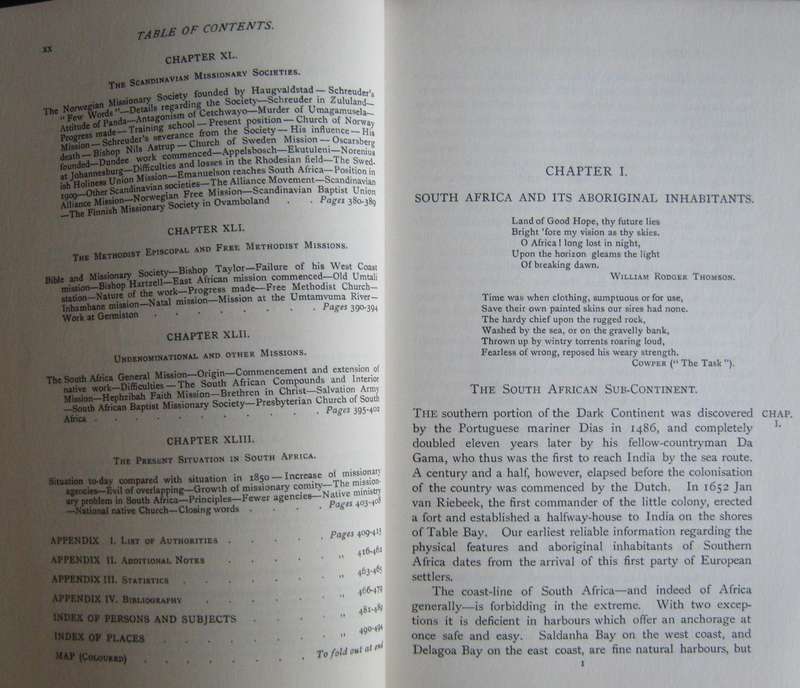 xx
TABLE OF CONTENTS.
CHAPTER XL.
THE SCANDINAVIAN MISSIONARY SOCIETIES.
The Norwegian Missionary Society founded by Haugvaldstad—Schreuder's
"Few Words"—Details regarding the Society—Schreuder in Zululand—
Attitude of Panda—Antagonism of Cetchwayo—Murder of Umagamusela—
Progress made—Training school—Present position—Church of Norway
Mission—Schreuder's severance from the Society—His influence—His
death—Bishop Nils Astrup—Church of Sweden Mission—Oscarsberg
founded—Dundee work commenced—Appelsbosch—Ekutuleni—Norenius
at Johannesburg—Difficulties and losses in the Rhodesian field—The Swed-
ish Holiness Union Mission—Emanuelson reaches South Africa—Position in
1909—Other Scandinavian societies—The Alliance Movement—Scandinavian
Alliance Mission—Norwegian Free Mission—Scandinavian Baptist Union
—The Finnish Missionary Society in Ovamboland . . Pages 380-389
CHAPTER XLI.
THE METHODIST EPISCOPAL AND FREE METHODIST MISSIONS.
Bible and Missionary Society—Bishop Taylor—Failure of his West Coast
mission—Bishop Hartzell—East African mission commenced—Old Umtali
station—Nature of the work—Progress made—Free Methodist Church—
Inhambane mission—Natal mission—Mission at the Umtamvuma River—
Work at Germiston . . . . . . . Pages 390-394
CHAPTER XLII.
UNDENOMINATIONAL AND OTHER MISSIONS.
The South Africa General Mission—Origin—Commencement and extension of
native work—Difficulties—The South African Compounds and Interior
Mission—Hephzibah Faith Mission—Brethren in Christ—Salvation Army
—South African Baptist Missionary Society—Presbyterian Church of South
Africa . . . . . . . . . Pages 395-402
CHAPTER XLIII.
THE PRESENT SITUATION IN SOUTH AFRICA.
Situation to-day compared with situation in 1850—Increase of missionary
agencies—Evil of overlapping—Growth of missionary comity—The mission-
ary problem in South Africa—Principles—Fewer agencies—Native ministry
—National native Church—Closing words . . . . Pages 403-408
APPENDIX I. LIST OF AUTHORITIES . . . . Pages 409-415
APPENDIX II. ADDITIONAL NOTES . . . . „ 416-462
APPENDIX III. STATISTICS . . . . . „ 463-465
APPENDIX IV. BIBLIOGRAPHY . . . . . „ 466-479
INDEX OF PERSONS AND SUBJECTS . . . . „ 481-489
INDEX OF PLACES . . . . . . „ 490-494
MAP (COLOURED) . . . . . . To fold out at end
CHAPTER I.
SOUTH AFRICA AND ITS ABORIGINAL INHABITANTS.
Land of Good Hope, thy future lies
Bright 'fore my vision as thy skies.
O Africa! long lost in night,
Upon the horizon gleams the light
Of breaking dawn.
WILLIAM RODGER THOMSON.
Time was when clothing, sumptuous or for use,
Save their own painted skins our sires had none.
The hardy chief upon the rugged rock,
Washed by the sea, or on the gravelly bank,
Thrown up by wintry torrents roaring loud,
Fearless of wrong, reposed his weary strength.
COWPER ("The Task").
THE SOUTH AFRICAN SUB-CONTINENT.
THE southern portion of the Dark Continent was discovered CHAP.
by the Portuguese mariner Dias in 1486, and completely I.
doubled eleven years later by his fellow-countryman Da
Gama, who thus was the first to reach India by the sea route.
A century and a half, however, elapsed before the colonisation
of the country was commenced by the Dutch. In 1652 Jan
van Riebeek, the first commander of the little colony, erected
a fort and established a halfway-house to India on the shores
of Table Bay. Our earliest reliable information regarding the
physical features and aboriginal inhabitants of Southern
Africa dates from the arrival of this first party of European
settlers.
The coast-line of South Africa—and indeed of Africa
generally—is forbidding in the extreme. With two excep-
tions it is deficient in harbours which offer an anchorage at
once safe and easy. Saldanha Bay on the west coast, and
Delagoa Bay on the east coast, are fine natural harbours, but
1